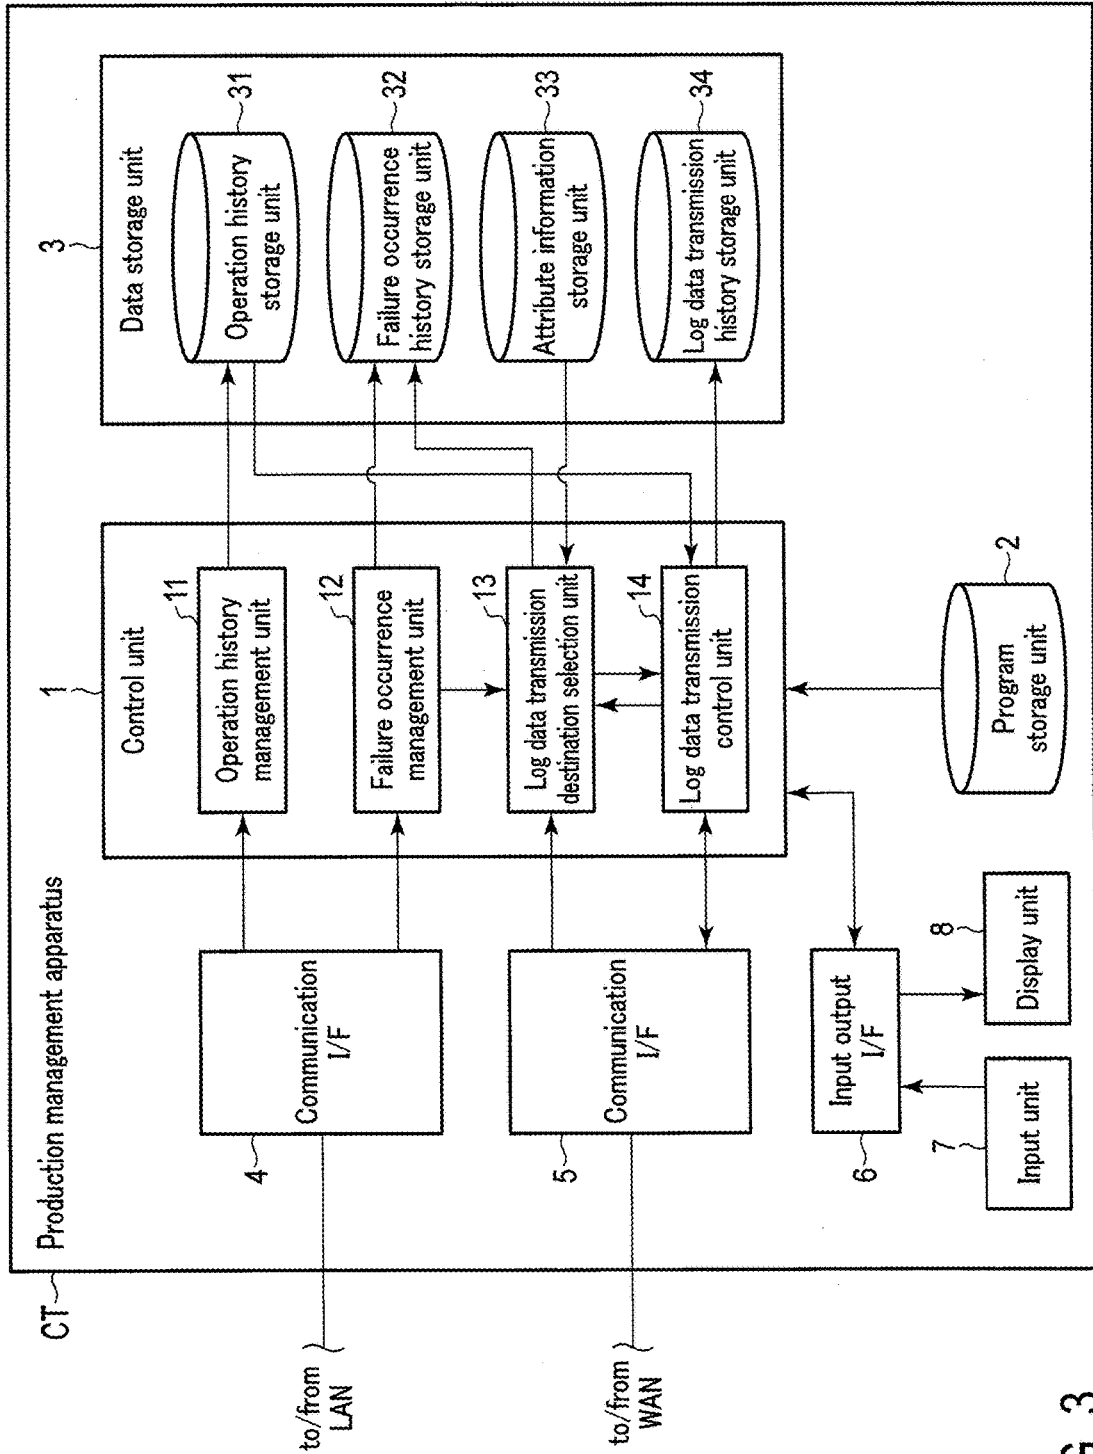 CT
Production management apparatus
to/from
LAN
to/from
WAN
4
Communication
I/F
5
Communication
I/F
6
Input output
I/F
7
Input unit
8
Display unit
1
Control unit
11
Operation history
management unit
12
Failure occurrence
management unit
13
Log data transmission
destination selection unit
14
Log data transmission
control unit
2
Program
storage unit
3
Data storage unit
31
Operation history
storage unit
32
Failure occurrence
history storage unit
33
Attribute information
storage unit
34
Log data transmission
history storage unit
3